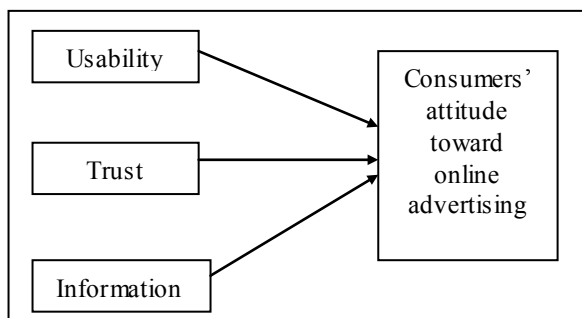 Usability
Trust
Information
Consumers’
attitude
toward
online
advertising